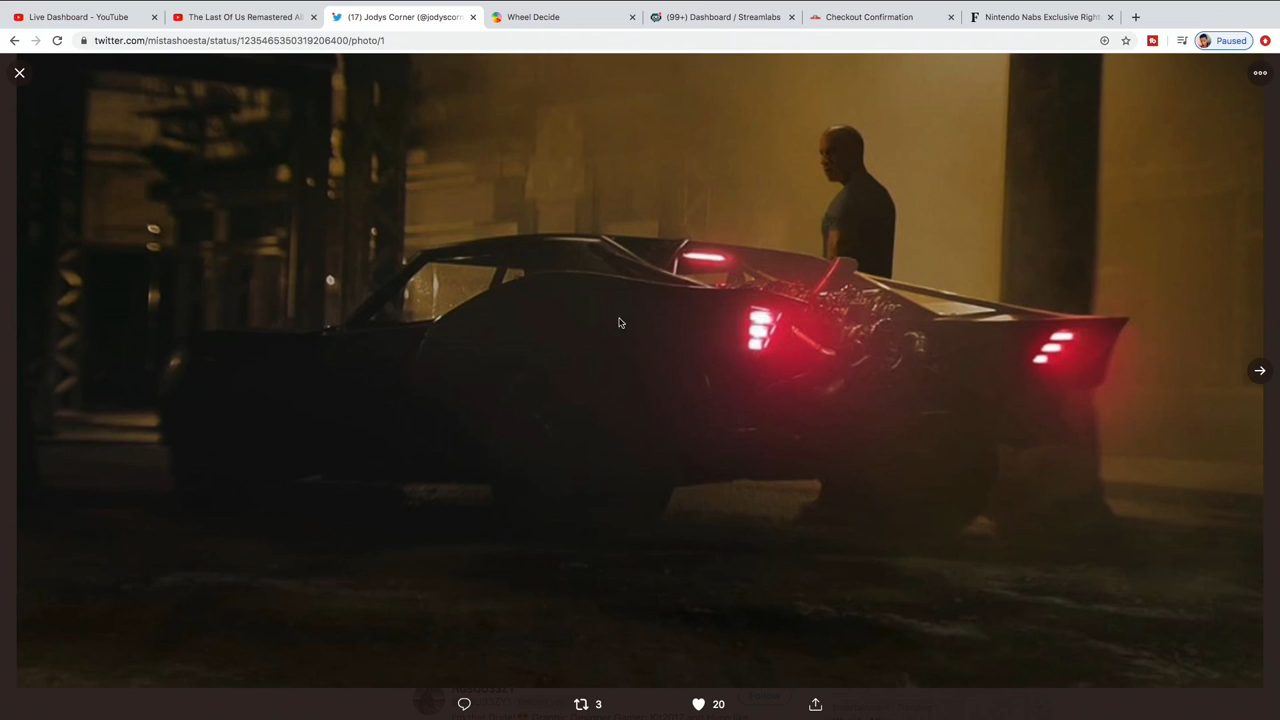 Live Dashboard - YouTube
The Last Of Us Remastered Al
(17) Jodys Corner (@jodyscorn
Wheel Decide
(99+) Dashboard / Streamlabs
Checkout Confirmation
Nintendo Nabs Exclusive Right
twitter.com/mistashoesta/status/1235465350319206400/photo/1
Paused
3
20